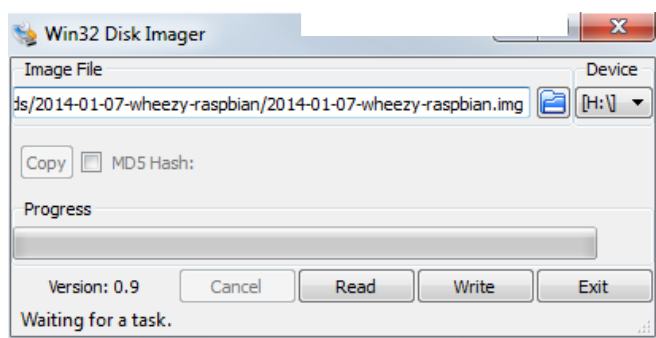 Win32 Disk Imager
Image File
Device
ds/2014-01-07-wheezy-raspbian/2014-01-07-wheezy-raspbian.img
[H:\]
Copy
MD5 Hash:
Progress
Version: 0.9
Cancel
Read
Write
Exit
Waiting for a task.